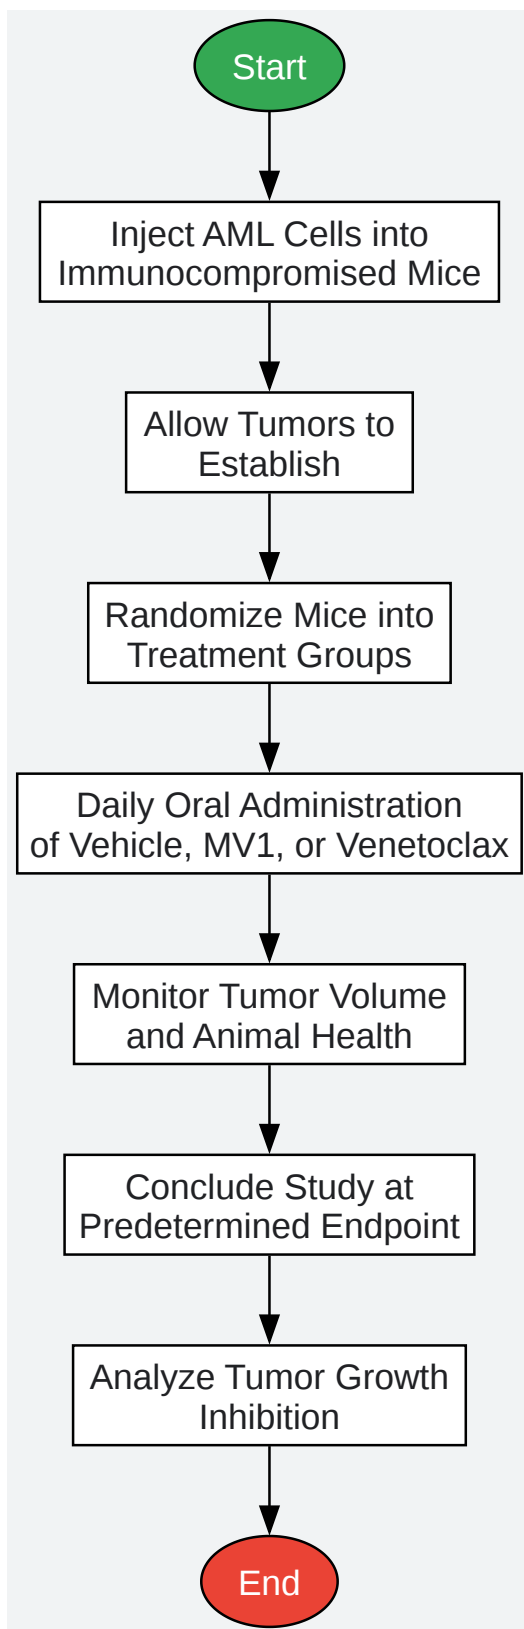 Start
Inject AML Cells into
Immunocompromised Mice
Allow Tumors to
Establish
Randomize Mice into
Treatment Groups
Daily Oral Administration
of Vehicle, MV1, or Venetoclax
Monitor Tumor Volume
and Animal Health
Conclude Study at
Predetermined Endpoint
Analyze Tumor Growth
Inhibition
End